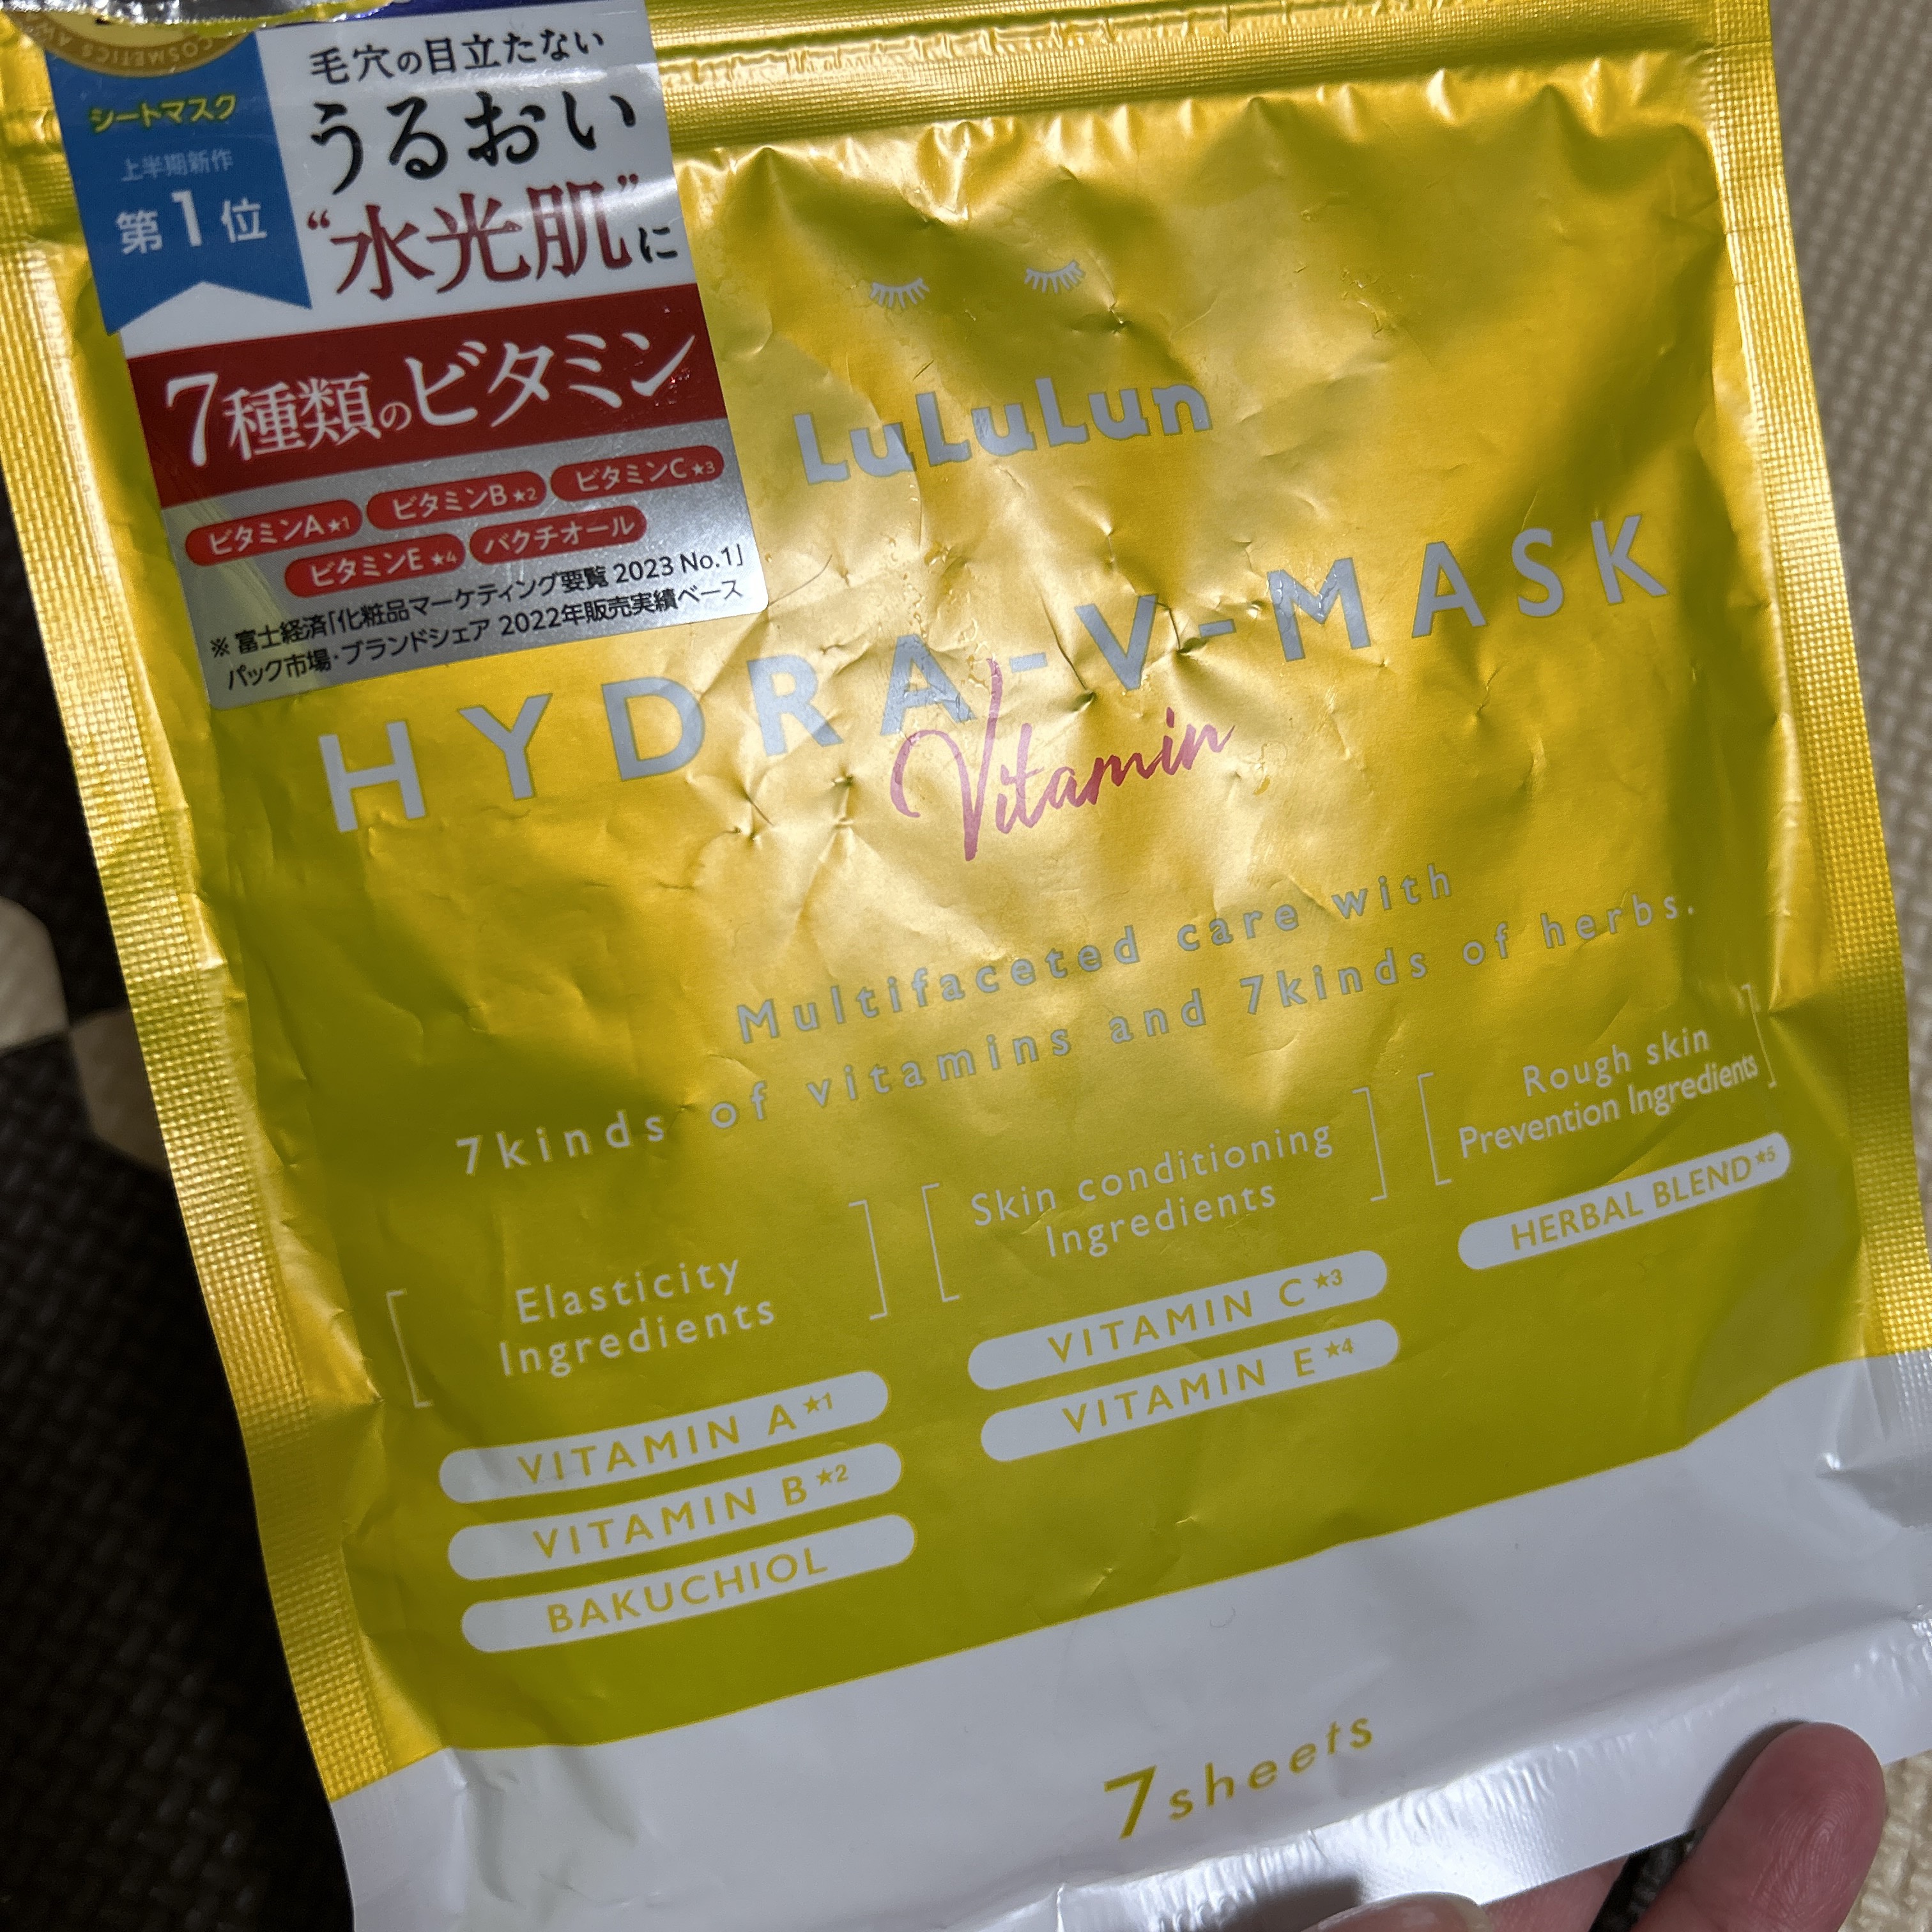 COSMETICS AW
シートマスク
上半期新作
第1位
毛穴の目立たない
うるおい
“水光肌”に
7種類のビタミン
ビタミンA★1 ビタミンB★2 ビタミンC★3
ビタミンE★4 バクチオール
※ 富士経済「化粧品マーケティング要覧 2023 No.1」
パック市場・ブランドシェア 2022年販売実績ベース
LuLuLun
HYDRA-V-MASK
Vitamin
Multifaceted care with
7kinds of vitamins and 7kinds of herbs.
Elasticity
Ingredients
VITAMIN A★1
VITAMIN B★2
BAKUCHIOL
Skin conditioning
Ingredients
VITAMIN C★3
VITAMIN E★4
Rough skin
Prevention Ingredients
HERBAL BLEND★5
7sheets